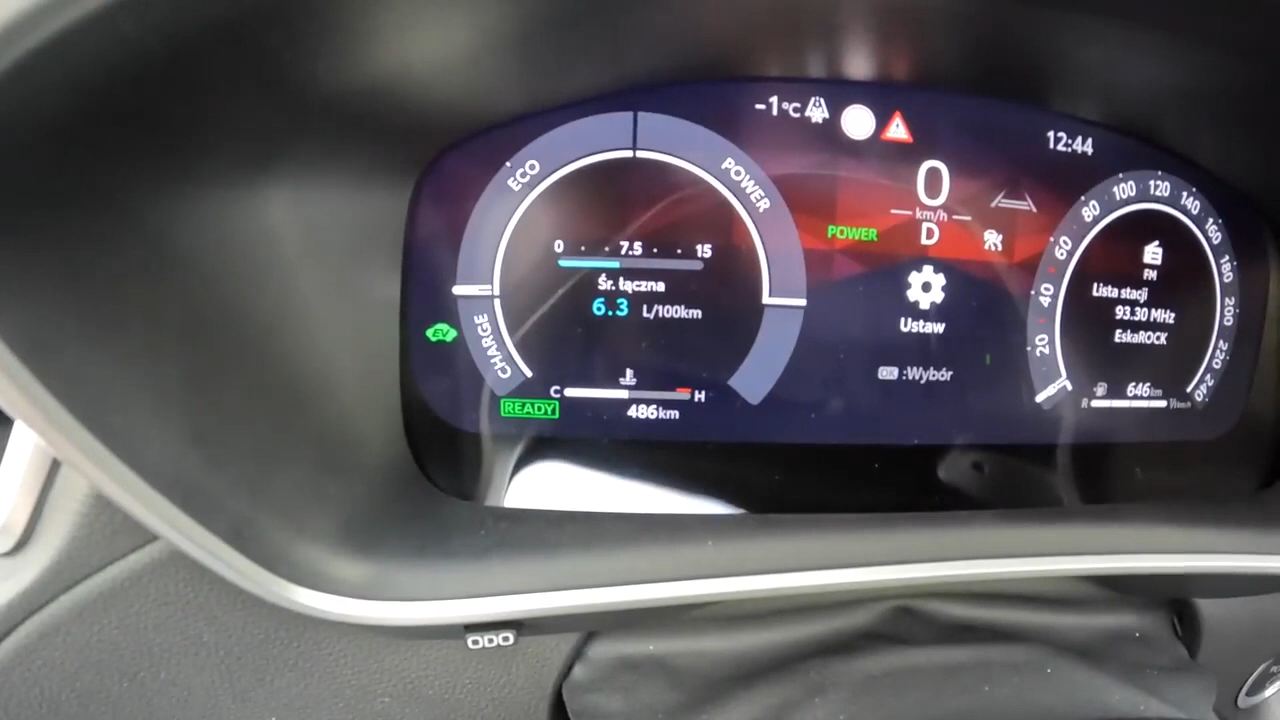 -1°C
12:44
ECO
POWER
CHARGE
0 7.5 15
Śr. łączna
6.3 L/100km
C H
READY
486km
EV
0
km/h
POWER
D
Ustaw
OK :Wybór
20 40 60 80 100 120 140 160 180 200 220 240
FM
Lista stacji
93.30 MHz
EskaROCK
646km
R
ODO